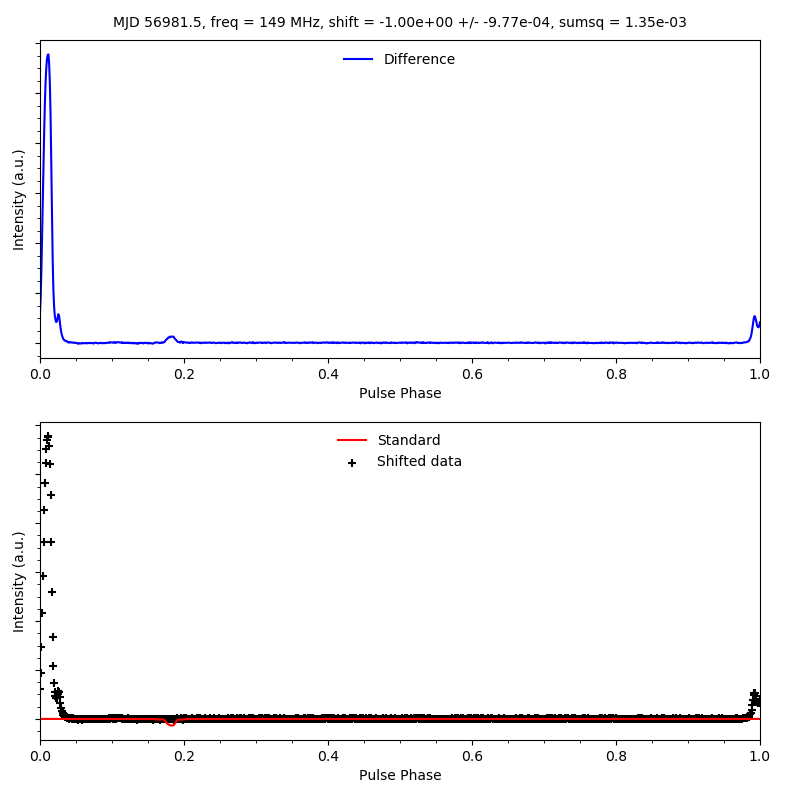 MJD 56981.5, freq = 149 MHz, shift = -1.00e+00 +/- -9.77e-04, sumsq = 1.35e-03
Difference
Intensity (a.u.)
0.0 0.2 0.4 0.6 0.8 1.0
Pulse Phase
Standard
Shifted data
Intensity (a.u.)
0.0 0.2 0.4 0.6 0.8 1.0
Pulse Phase